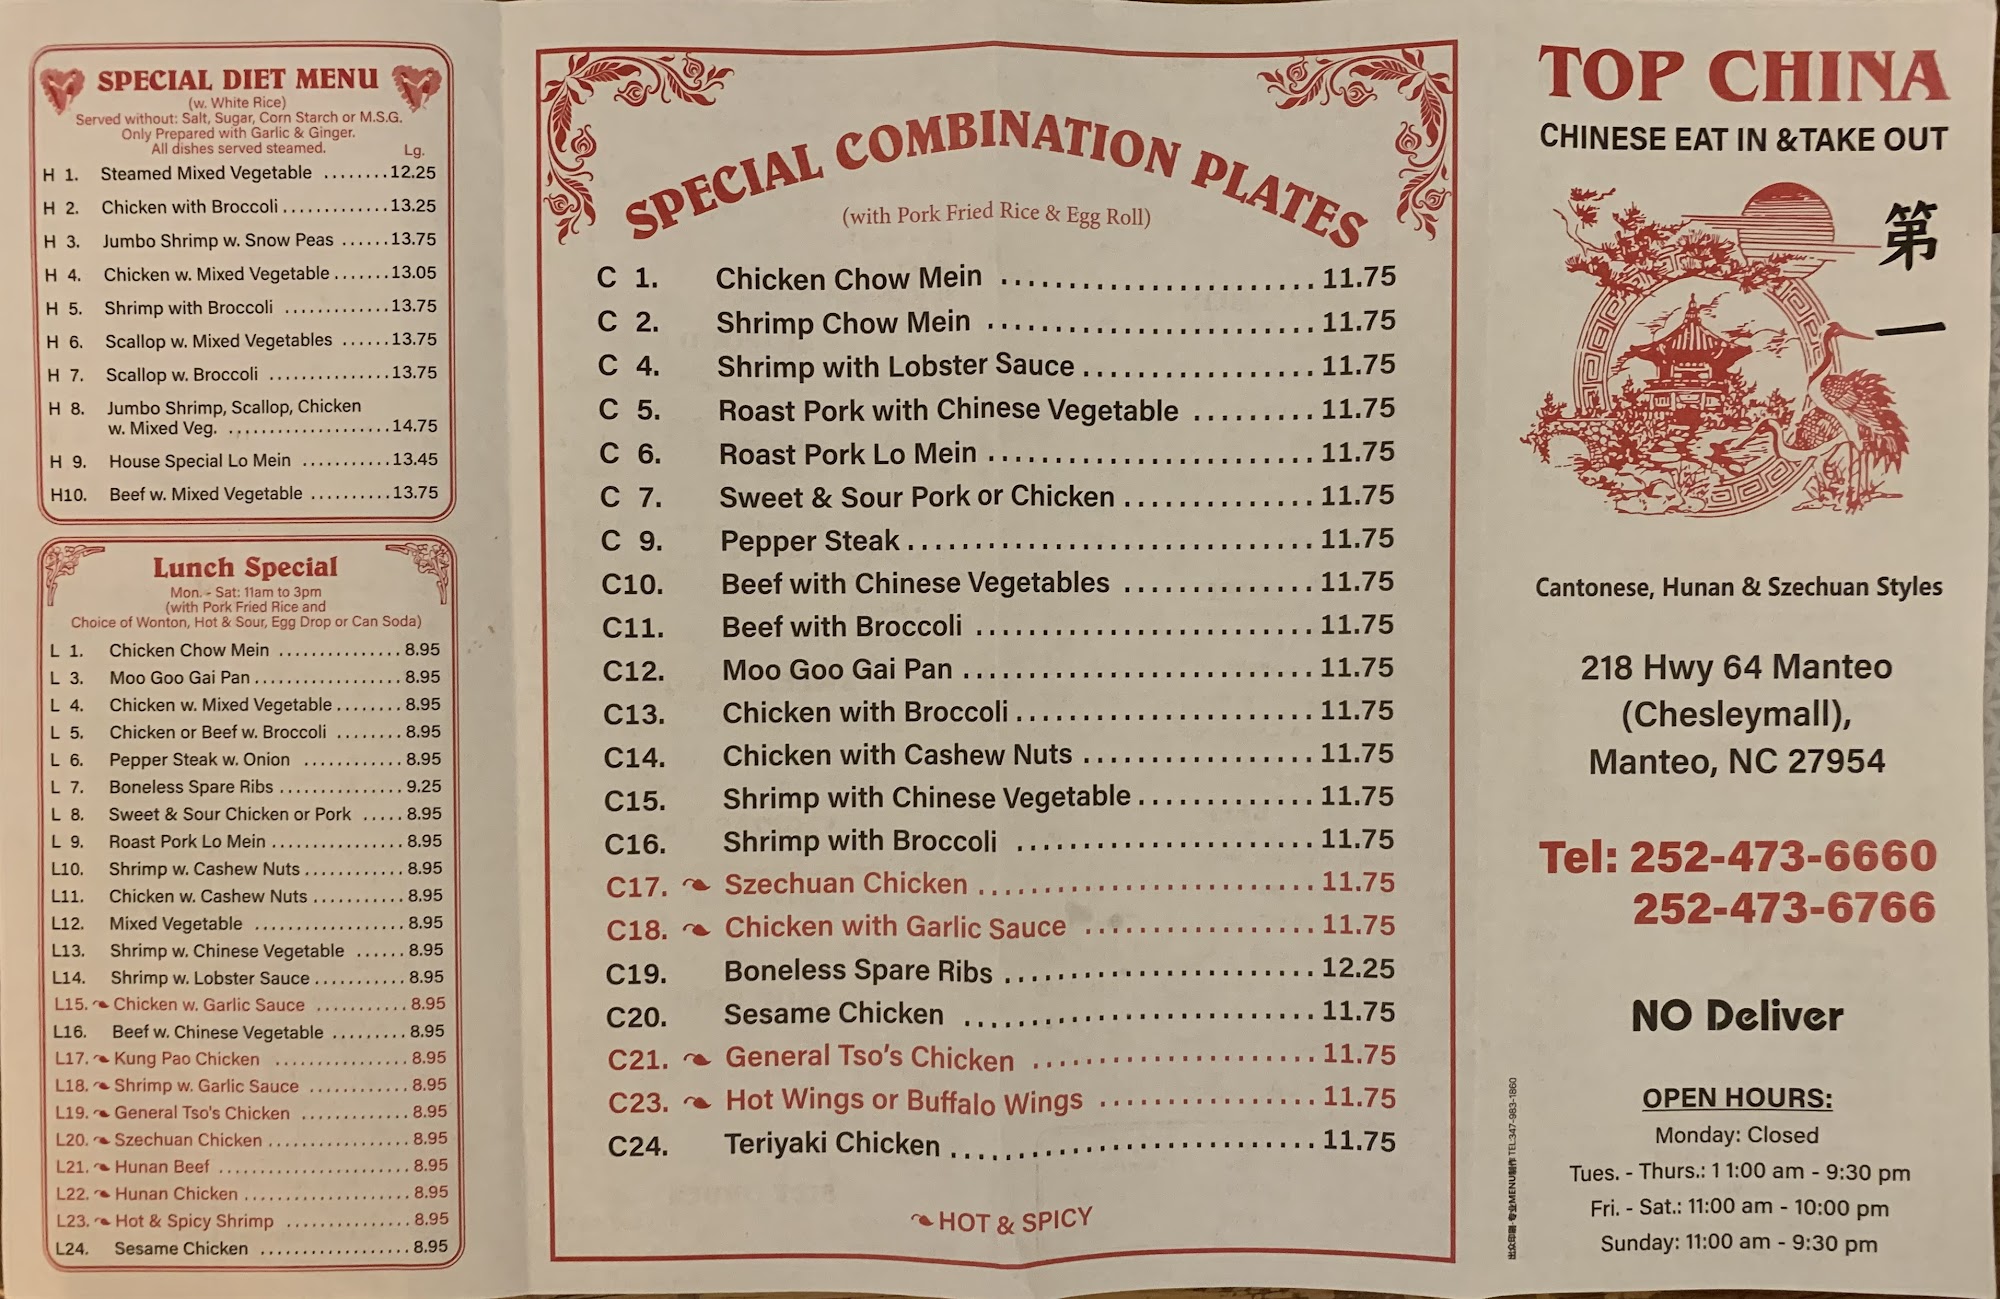 SPECIAL DIET MENU
(w. White Rice)
Served without: Salt, Sugar, Corn Starch or M.S.G.
Only Prepared with Garlic & Ginger.
All dishes served steamed.
Lg.
H 1. Steamed Mixed Vegetable ........12.25
H 2. Chicken with Broccoli.............13.25
H 3. Jumbo Shrimp w. Snow Peas ......13.75
H 4. Chicken w. Mixed Vegetable.......13.05
H 5. Shrimp with Broccoli .............13.75
H 6. Scallop w. Mixed Vegetables ......13.75
H 7. Scallop w. Broccoli ...............13.75
H 8. Jumbo Shrimp, Scallop, Chicken
w. Mixed Veg. ....................14.75
H 9. House Special Lo Mein ...........13.45
H10. Beef w. Mixed Vegetable ..........13.75
Lunch Special
Mon. - Sat: 11am to 3pm
(with Pork Fried Rice and
Choice of Wonton, Hot & Sour, Egg Drop or Can Soda)
L 1. Chicken Chow Mein ............... 8.95
L 3. Moo Goo Gai Pan.................. 8.95
L 4. Chicken w. Mixed Vegetable........ 8.95
L 5. Chicken or Beef w. Broccoli ........ 8.95
L 6. Pepper Steak w. Onion ............ 8.95
L 7. Boneless Spare Ribs ............... 9.25
L 8. Sweet & Sour Chicken or Pork ..... 8.95
L 9. Roast Pork Lo Mein ................ 8.95
L10. Shrimp w. Cashew Nuts............ 8.95
L11. Chicken w. Cashew Nuts ........... 8.95
L12. Mixed Vegetable .................. 8.95
L13. Shrimp w. Chinese Vegetable ...... 8.95
L14. Shrimp w. Lobster Sauce........... 8.95
L15. Chicken w. Garlic Sauce ........... 8.95
L16. Beef w. Chinese Vegetable ......... 8.95
L17. Kung Pao Chicken ................ 8.95
L18. Shrimp w. Garlic Sauce ............ 8.95
L19. General Tso's Chicken ............. 8.95
L20. Szechuan Chicken ................. 8.95
L21. Hunan Beef ....................... 8.95
L22. Hunan Chicken .................... 8.95
L23. Hot & Spicy Shrimp ............... 8.95
L24. Sesame Chicken .................. 8.95
SPECIAL COMBINATION PLATES
(with Pork Fried Rice & Egg Roll)
C 1. Chicken Chow Mein ........................ 11.75
C 2. Shrimp Chow Mein ......................... 11.75
C 4. Shrimp with Lobster Sauce .................. 11.75
C 5. Roast Pork with Chinese Vegetable ......... 11.75
C 6. Roast Pork Lo Mein ......................... 11.75
C 7. Sweet & Sour Pork or Chicken ............... 11.75
C 9. Pepper Steak ............................... 11.75
C10. Beef with Chinese Vegetables ............... 11.75
C11. Beef with Broccoli .......................... 11.75
C12. Moo Goo Gai Pan ........................... 11.75
C13. Chicken with Broccoli ....................... 11.75
C14. Chicken with Cashew Nuts .................. 11.75
C15. Shrimp with Chinese Vegetable .............. 11.75
C16. Shrimp with Broccoli ....................... 11.75
C17. Szechuan Chicken .......................... 11.75
C18. Chicken with Garlic Sauce .................. 11.75
C19. Boneless Spare Ribs ........................ 12.25
C20. Sesame Chicken ........................... 11.75
C21. General Tso's Chicken ...................... 11.75
C23. Hot Wings or Buffalo Wings ................. 11.75
C24. Teriyaki Chicken ............................ 11.75
HOT & SPICY
TOP CHINA
CHINESE EAT IN & TAKE OUT
第
一
Cantonese, Hunan & Szechuan Styles
218 Hwy 64 Manteo
(Chesleymall),
Manteo, NC 27954
Tel: 252-473-6660
252-473-6766
NO Deliver
OPEN HOURS:
Monday: Closed
Tues. - Thurs.: 11:00 am - 9:30 pm
Fri. - Sat.: 11:00 am - 10:00 pm
Sunday: 11:00 am - 9:30 pm
TEL:347-983-1860